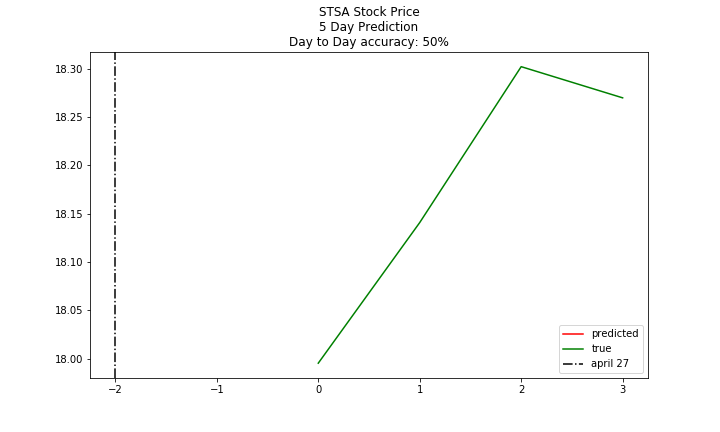 STSA Stock Price
5 Day Prediction
Day to Day accuracy: 50%
18.30
18.25
18.20
18.15
18.10
18.05
18.00
−2
−1
0
1
2
3
predicted
true
april 27